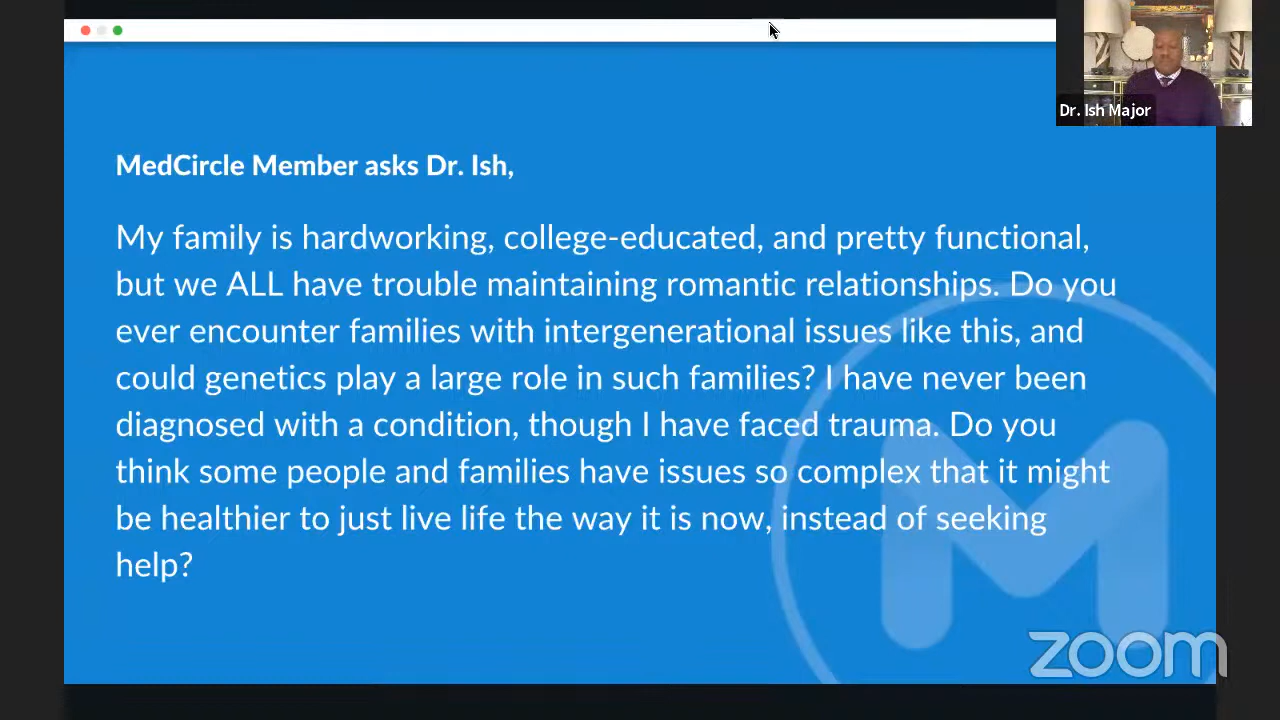 Dr. Ish Major
MedCircle Member asks Dr. Ish,
My family is hardworking, college-educated, and pretty functional,
but we ALL have trouble maintaining romantic relationships. Do you
ever encounter families with intergenerational issues like this, and
could genetics play a large role in such families? I have never been
diagnosed with a condition, though I have faced trauma. Do you
think some people and families have issues so complex that it might
be healthier to just live life the way it is now, instead of seeking
help?
zoom